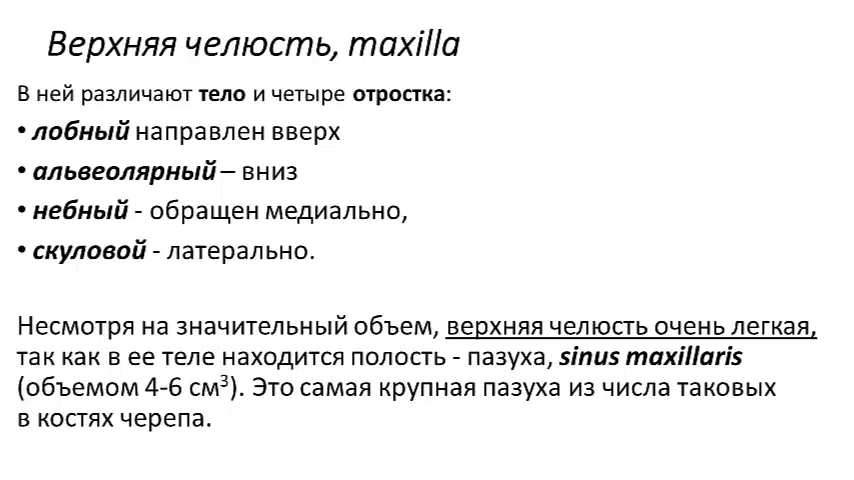 Верхняя челюсть, maxilla
В ней различают тело и четыре отростка:
• лобный направлен вверх
• альвеолярный – вниз
• небный - обращен медиально,
• скуловой - латерально.
Несмотря на значительный объем, верхняя челюсть очень легкая,
так как в ее теле находится полость - пазуха, sinus maxillaris
(объемом 4-6 см³). Это самая крупная пазуха из числа таковых
в костях черепа.